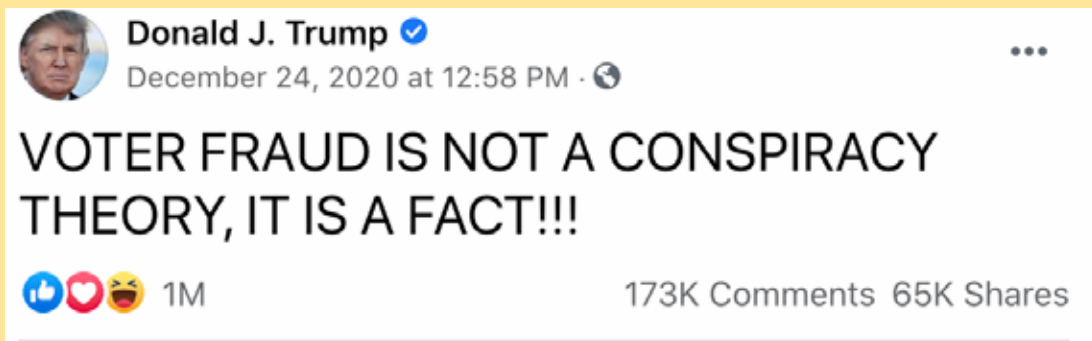 Donald J. Trump
December 24, 2020 at 12:58 PM ·
VOTER FRAUD IS NOT A CONSPIRACY
THEORY, IT IS A FACT!!!
1M 173K Comments 65K Shares